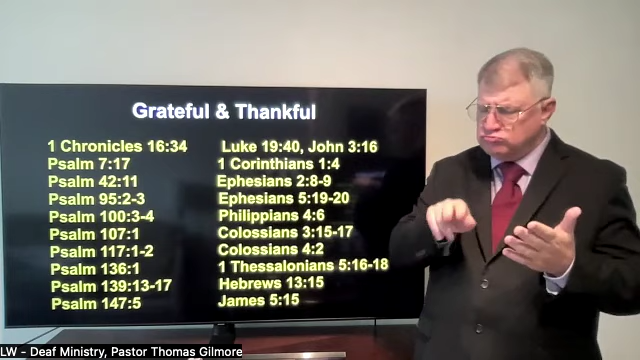 Grateful & Thankful
1 Chronicles 16:34
Psalm 7:17
Psalm 42:11
Psalm 95:2-3
Psalm 100:3-4
Psalm 107:1
Psalm 117:1-2
Psalm 136:1
Psalm 139:13-17
Psalm 147:5
Luke 19:40, John 3:16
1 Corinthians 1:4
Ephesians 2:8-9
Ephesians 5:19-20
Philippians 4:6
Colossians 3:15-17
Colossians 4:2
1 Thessalonians 5:16-18
Hebrews 13:15
James 5:15
LW - Deaf Ministry, Pastor Thomas Gilmore